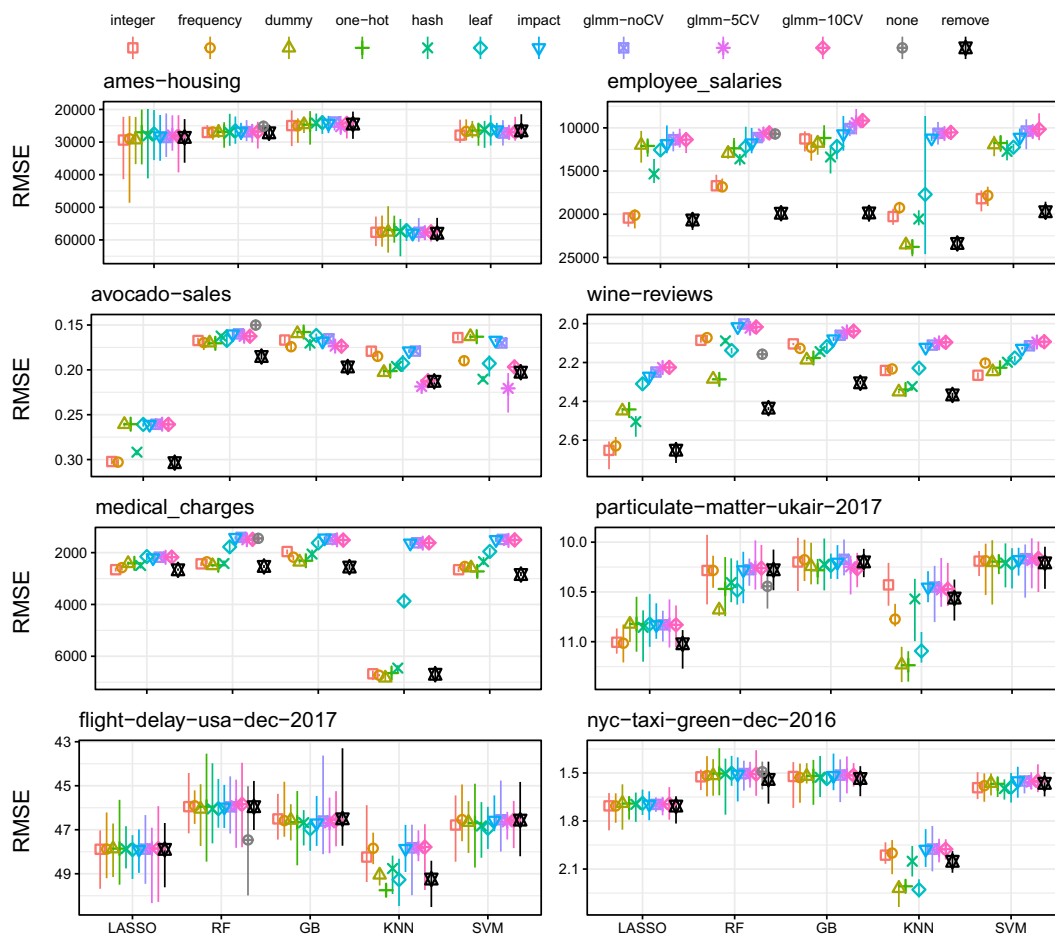 integer frequency dummy one−hot hash leaf impact glmm−noCV glmm−5CV glmm−10CV none remove
ames−housing
RMSE
20000
30000
50000
60000
employee_salaries
10000
15000
20000
25000
avocado−sales
0.15
0.20
0.25
0.30
wine−reviews
2.0
2.2
2.4
2.6
medical_charges
RMSE
2000
4000
6000
particulate−matter−ukair−2017
10.0
10.5
11.0
flight−delay−usa−dec−2017
RMSE
43
45
47
49
LASSO RF GB KNN SVM
nyc−taxi−green−dec−2016
1.5
1.8
2.1
LASSO RF GB KNN SVM